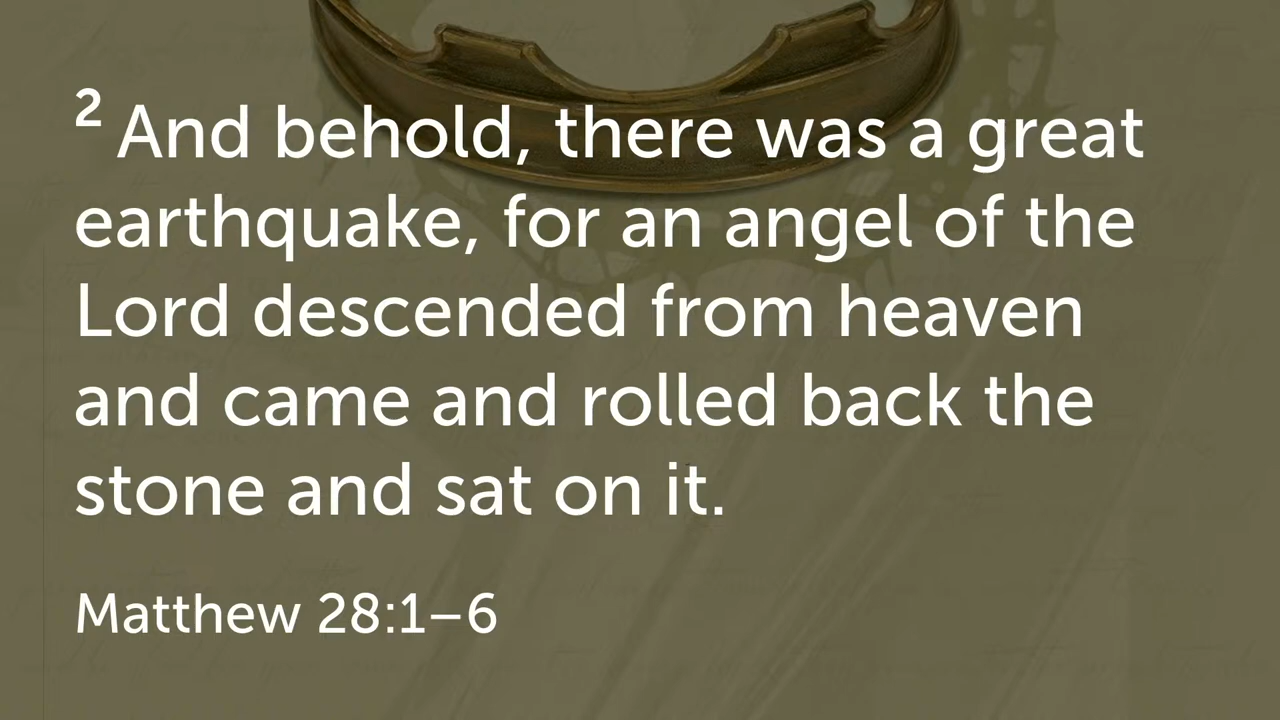 ² And behold, there was a great
earthquake, for an angel of the
Lord descended from heaven
and came and rolled back the
stone and sat on it.
Matthew 28:1–6